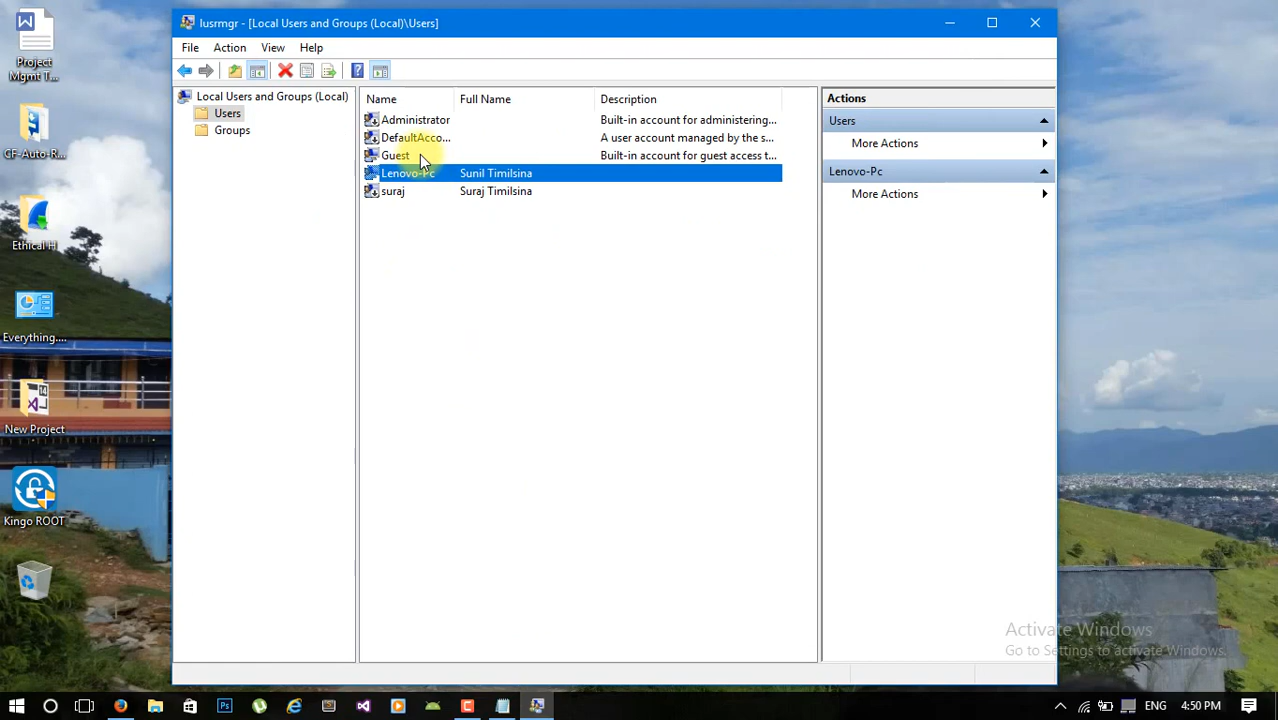 lusrmgr - [Local Users and Groups (Local)\Users]
File Action View Help
Local Users and Groups (Local)
Users
Groups
Name Full Name Description
Administrator Built-in account for administering...
DefaultAcco... A user account managed by the s...
Guest Built-in account for guest access t...
Lenovo-Pc Sunil Timilsina
suraj Suraj Timilsina
Actions
Users
More Actions
Lenovo-Pc
More Actions
Project
Mgmt T...
CF-Auto-R...
Ethical H
Everything....
14
New Project
Kingo ROOT
Activate Windows
Go to Settings to activate Windows.
ENG 4:50 PM